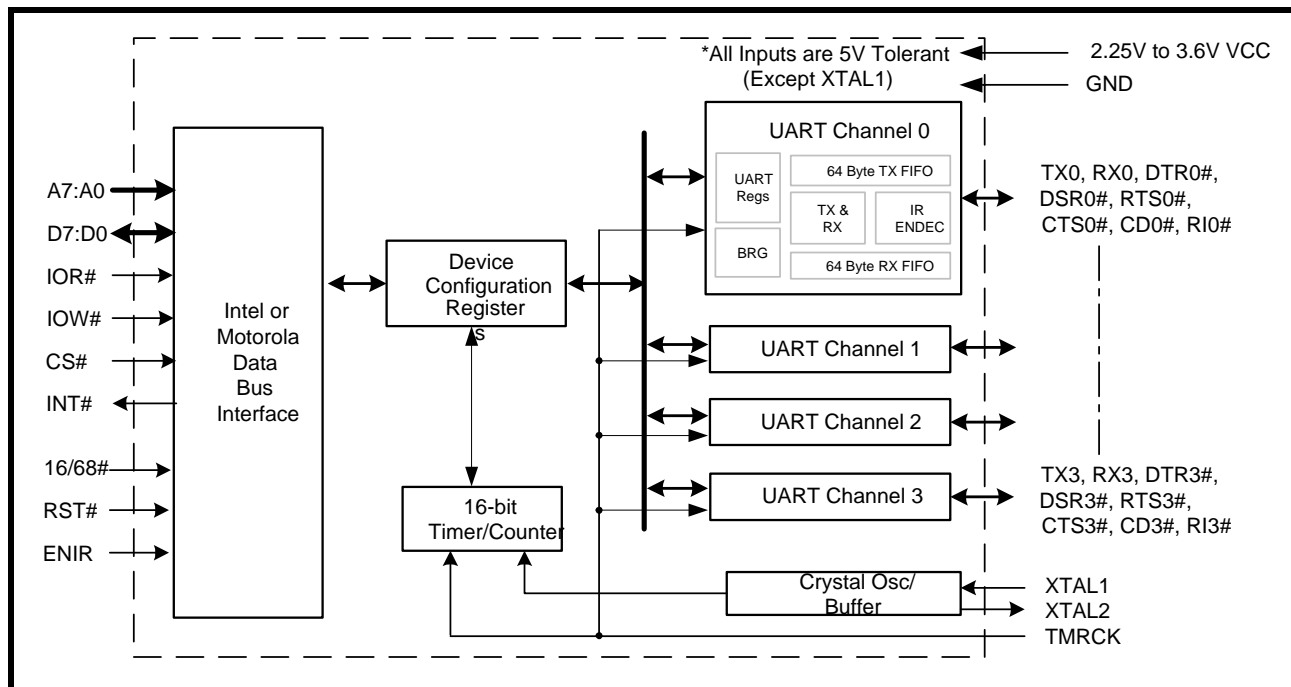 *All Inputs are 5V Tolerant
(Except XTAL1)
2.25V to 3.6V VCC
GND
A7:A0
D7:D0
IOR#
IOW#
CS#
INT#
16/68#
RST#
ENIR
Intel or
Motorola
Data
Bus
Interface
Device
Configuration
Register
s
16-bit
Timer/Counter
UART Channel 0
UART
Regs
BRG
64 Byte TX FIFO
TX &
RX
IR
ENDEC
64 Byte RX FIFO
UART Channel 1
UART Channel 2
UART Channel 3
Crystal Osc/
Buffer
TX0, RX0, DTR0#,
DSR0#, RTS0#,
CTS0#, CD0#, RI0#
TX3, RX3, DTR3#,
DSR3#, RTS3#,
CTS3#, CD3#, RI3#
XTAL1
XTAL2
TMRCK